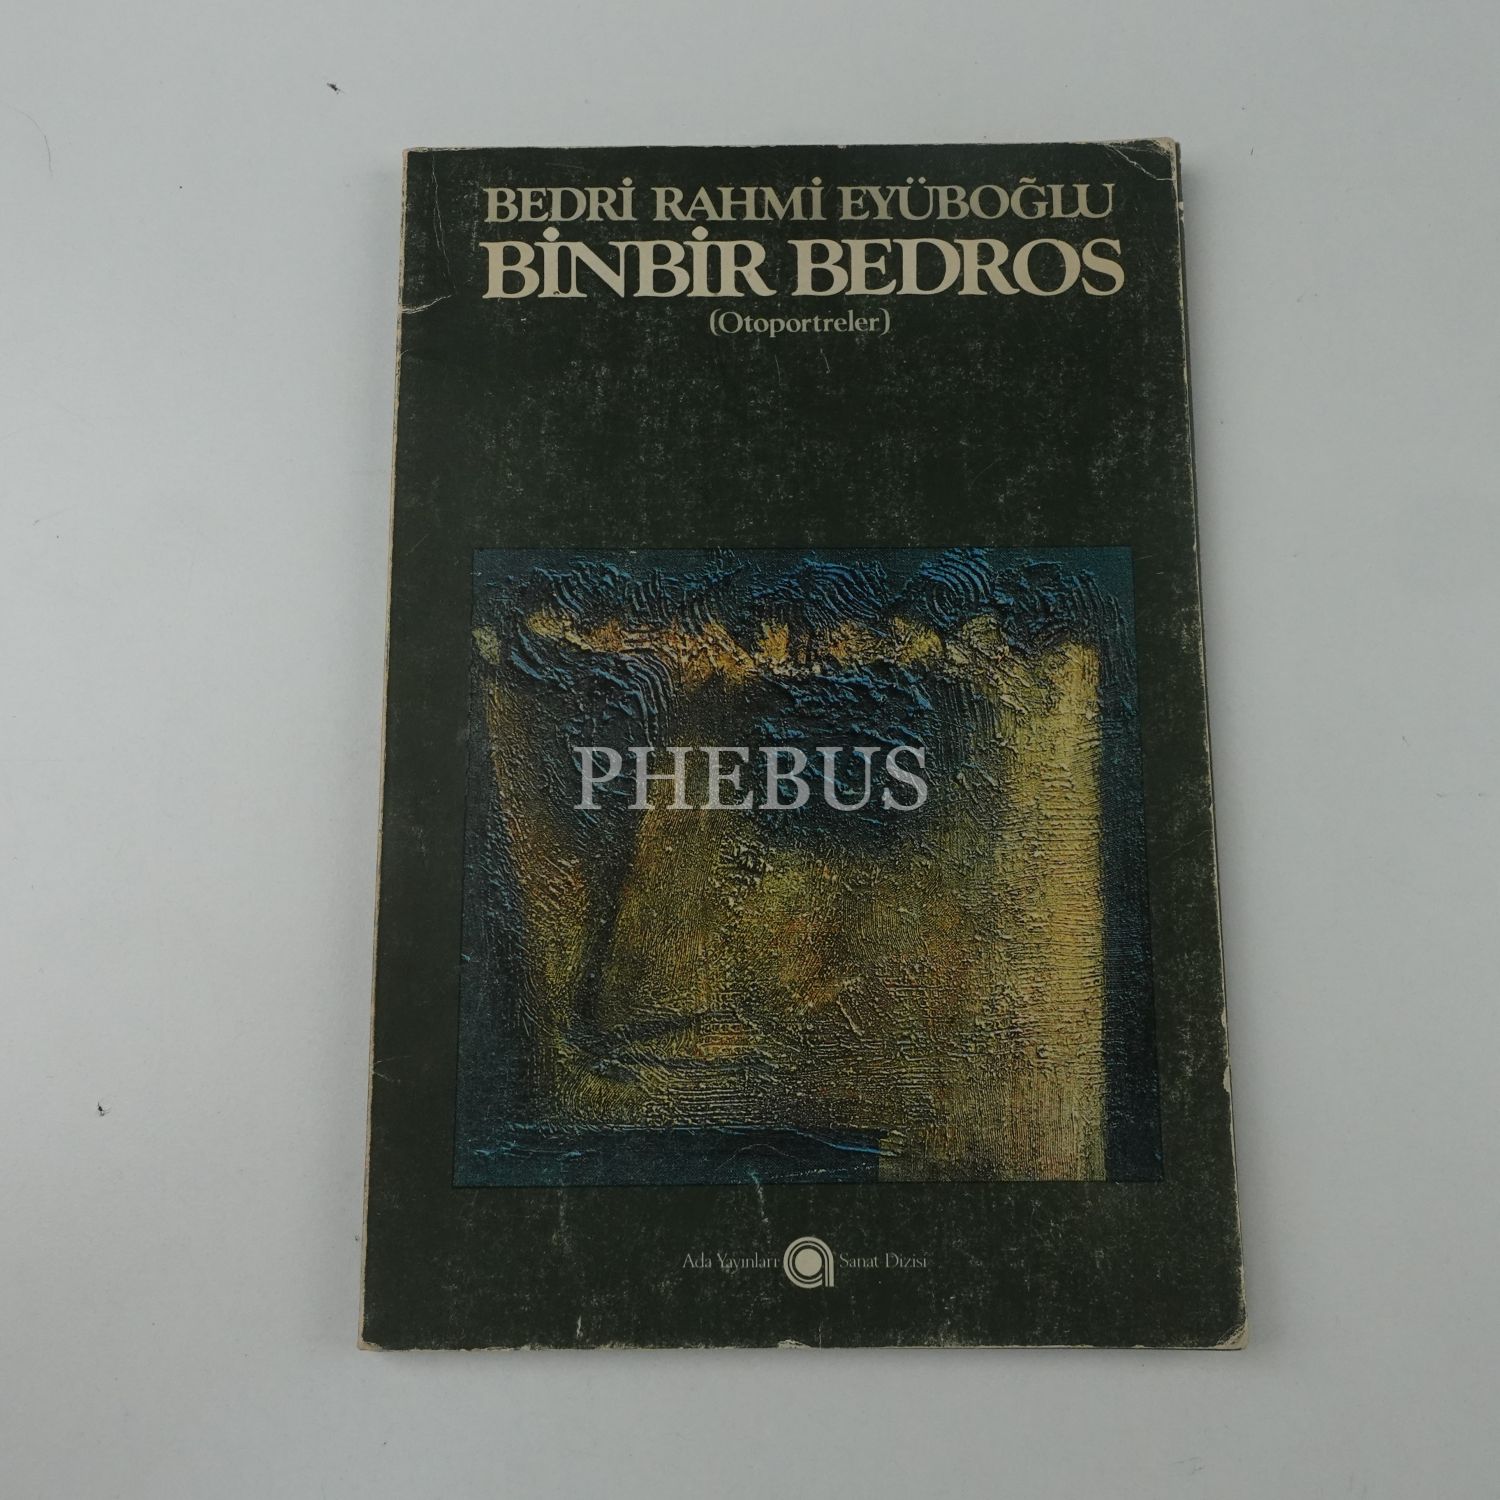 BEDRİ RAHMİ EYÜBOĞLU
BİNBİR BEDROS
(Otoportreler)
PHEBUS
Ada Yayınları Sanat Dizisi